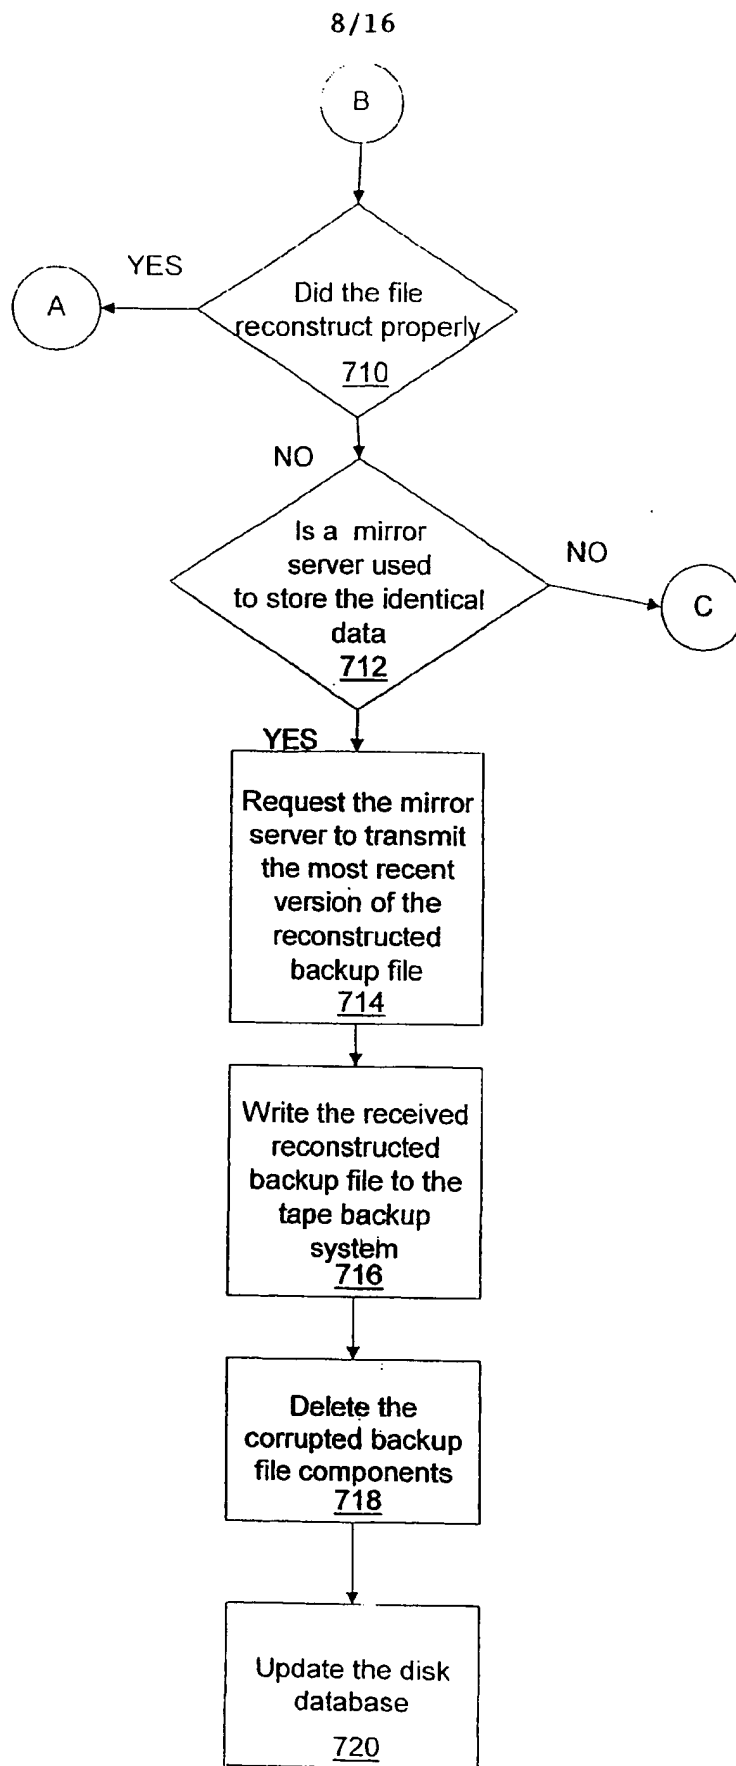 8/16
B
YES
A
Did the file
reconstruct properly
710
NO
Is a mirror
server used
to store the identical
data
712
NO
C
YES
Request the mirror
server to transmit
the most recent
version of the
reconstructed
backup file
714
Write the received
reconstructed
backup file to the
tape backup
system
716
Delete the
corrupted backup
file components
718
Update the disk
database
720